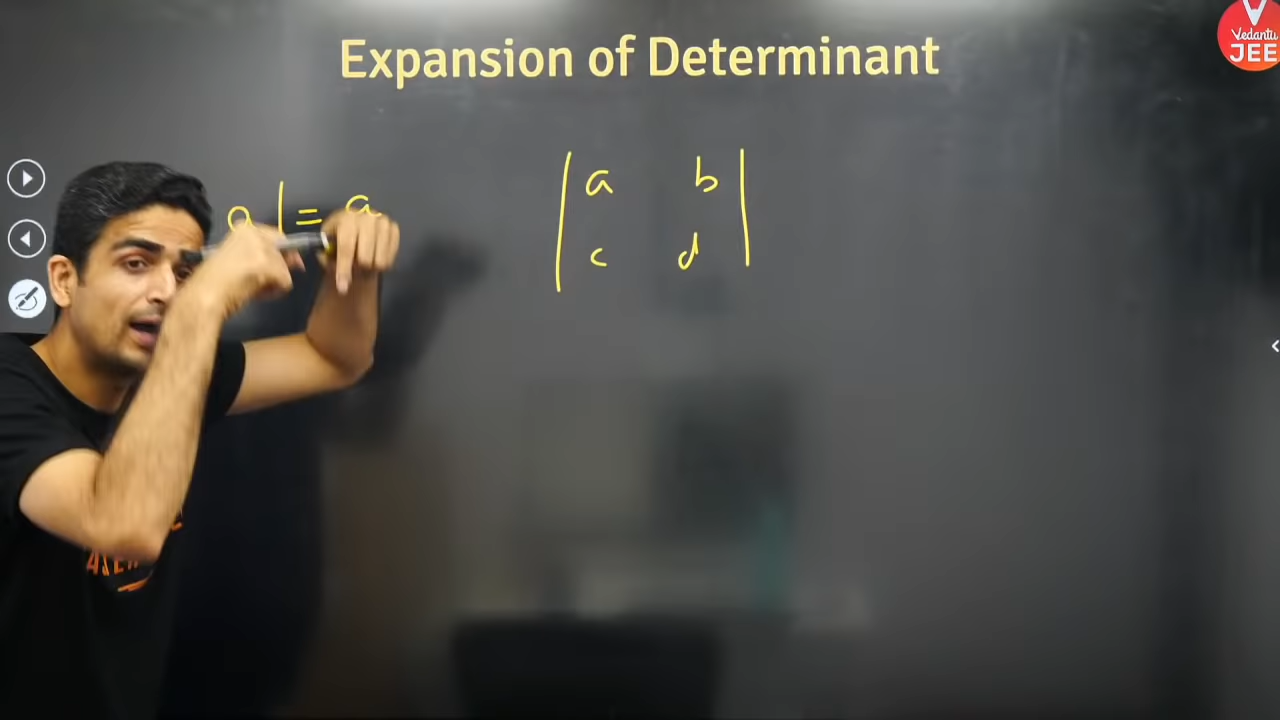 Expansion of Determinant
Vedantu
JEE
a | = a
| a b |
| c d |